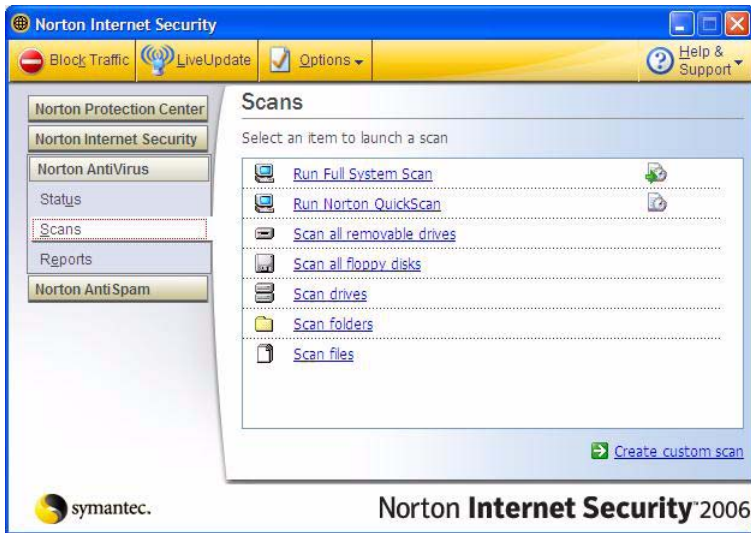 Norton Internet Security
Block Traffic LiveUpdate Options Help & Support
Norton Protection Center
Norton Internet Security
Norton AntiVirus
Status
Scans
Reports
Norton AntiSpam
Scans
Select an item to launch a scan
Run Full System Scan
Run Norton QuickScan
Scan all removable drives
Scan all floppy disks
Scan drives
Scan folders
Scan files
Create custom scan
symantec.
Norton Internet Security™ 2006